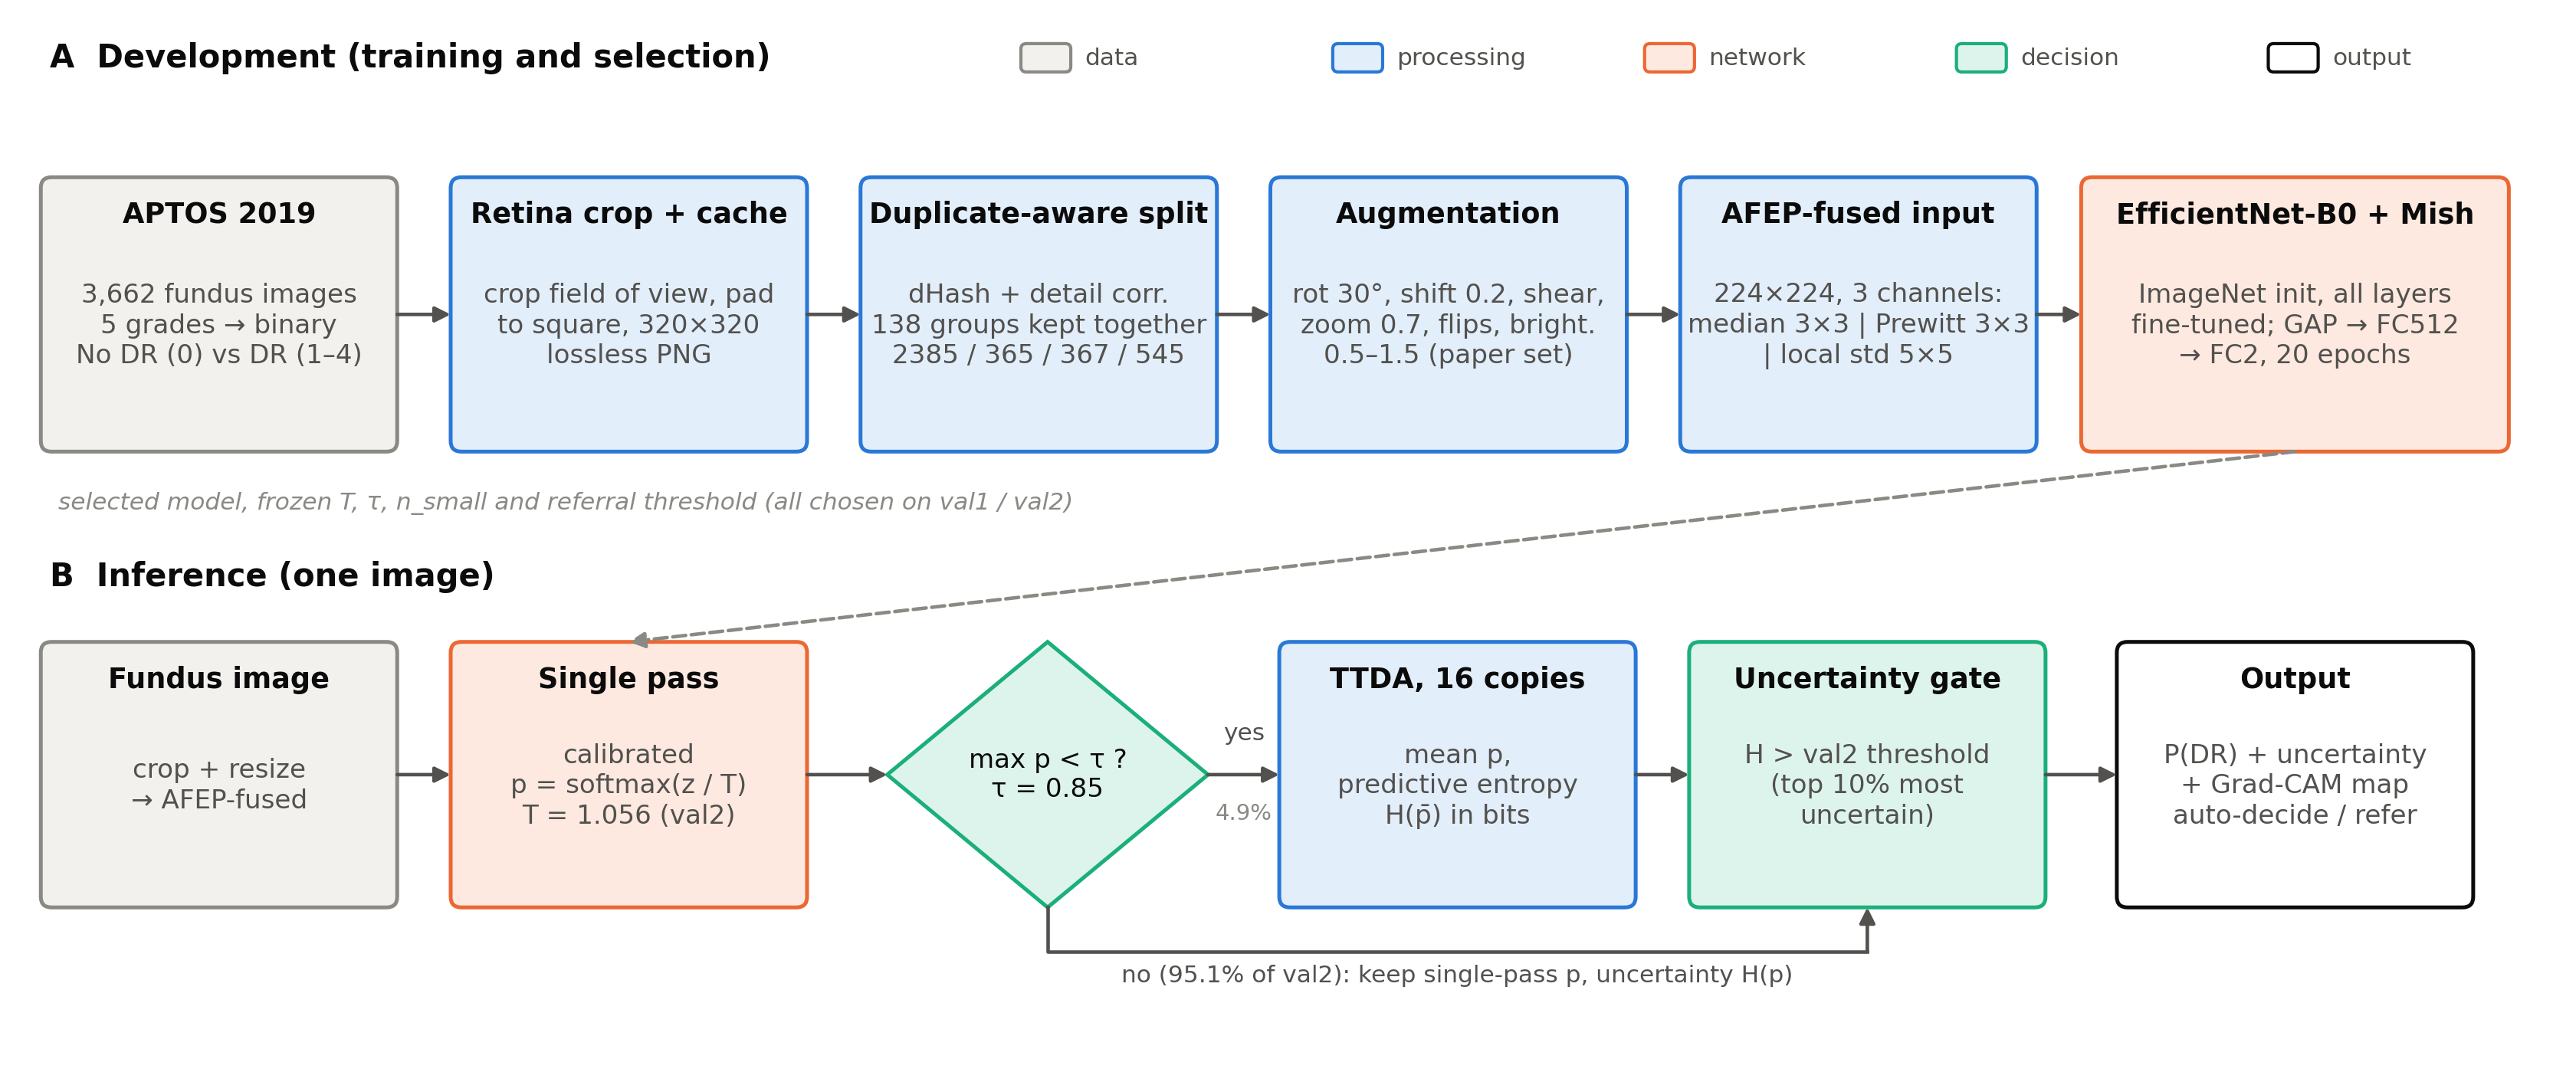 A Development (training and selection)
data
processing
network
decision
output
APTOS 2019
3,662 fundus images
5 grades → binary
No DR (0) vs DR (1–4)
Retina crop + cache
crop field of view, pad
to square, 320×320
lossless PNG
Duplicate-aware split
dHash + detail corr.
138 groups kept together
2385 / 365 / 367 / 545
Augmentation
rot 30°, shift 0.2, shear,
zoom 0.7, flips, bright.
0.5–1.5 (paper set)
AFEP-fused input
224×224, 3 channels:
median 3×3 | Prewitt 3×3
| local std 5×5
EfficientNet-B0 + Mish
ImageNet init, all layers
fine-tuned; GAP → FC512
→ FC2, 20 epochs
selected model, frozen T, τ, n_small and referral threshold (all chosen on val1 / val2)
B Inference (one image)
Fundus image
crop + resize
→ AFEP-fused
Single pass
calibrated
p = softmax(z / T)
T = 1.056 (val2)
max p < τ ?
τ = 0.85
yes
4.9%
TTDA, 16 copies
mean p,
predictive entropy
H(p̄) in bits
Uncertainty gate
H > val2 threshold
(top 10% most
uncertain)
Output
P(DR) + uncertainty
+ Grad-CAM map
auto-decide / refer
no (95.1% of val2): keep single-pass p, uncertainty H(p)